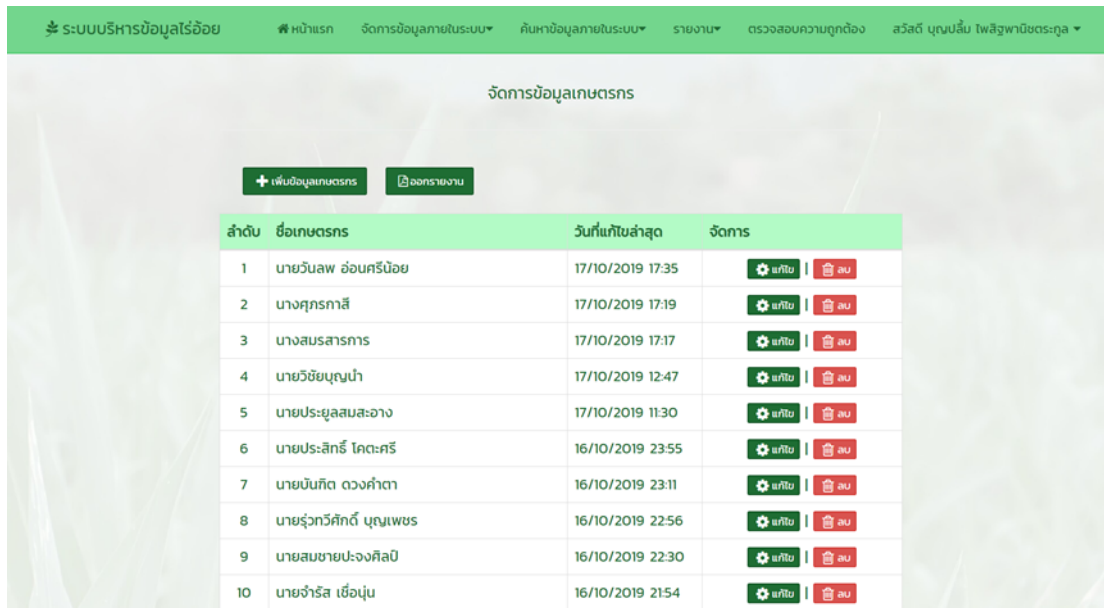 ระบบบริหารข้อมูลไร่อ้อย หน้าแรก จัดการข้อมูลภายในระบบ ค้นหาข้อมูลภายในระบบ รายงาน ตรวจสอบความถูกต้อง สวัสดี บุญปลื้ม ไพสิฐพานิชตระกูล
จัดการข้อมูลเกษตรกร
เพิ่มข้อมูลเกษตรกร ออกรายงาน
ลำดับ ชื่อเกษตรกร วันที่แก้ไขล่าสุด จัดการ
1 นายวันลพ อ่อนศรีน้อย 17/10/2019 17:35 แก้ไข | ลบ
2 นางศุภรกาสี 17/10/2019 17:19 แก้ไข | ลบ
3 นางสมรสารการ 17/10/2019 17:17 แก้ไข | ลบ
4 นายวิชัยบุญนำ 17/10/2019 12:47 แก้ไข | ลบ
5 นายประยูลสมสะอาง 17/10/2019 11:30 แก้ไข | ลบ
6 นายประสิทธิ์ โคตะศรี 16/10/2019 23:55 แก้ไข | ลบ
7 นายบันฑิต ดวงคำตา 16/10/2019 23:11 แก้ไข | ลบ
8 นายรุ่วทวีศักดิ์ บุญเพชร 16/10/2019 22:56 แก้ไข | ลบ
9 นายสมชายปะจงศิลป์ 16/10/2019 22:30 แก้ไข | ลบ
10 นายจำรัส เชื่อนุ่น 16/10/2019 21:54 แก้ไข | ลบ